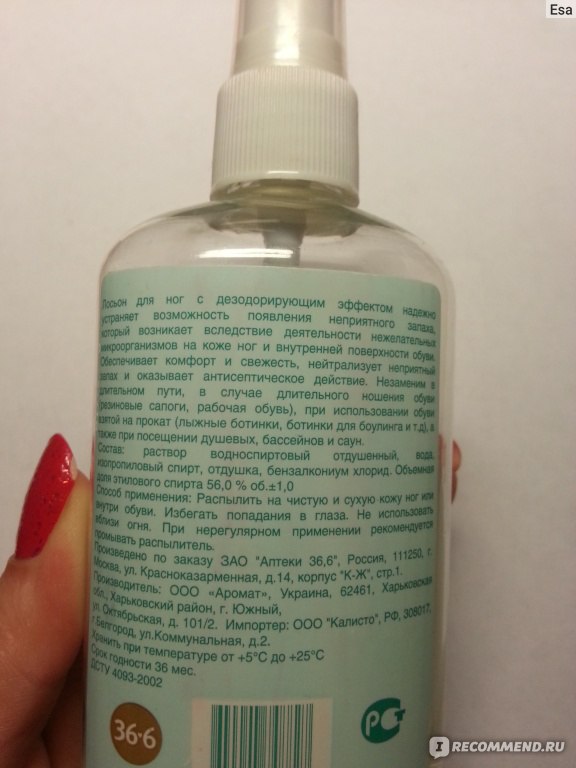 Esa
Лосьон для ног с дезодорирующим эффектом надежно
устраняет возможность появления неприятного запаха,
который возникает вследствие деятельности нежелательных
микроорганизмов на коже ног и внутренней поверхности обуви.
Обеспечивает комфорт и свежесть, нейтрализует неприятный
запах и оказывает антисептическое действие. Незаменим в
длительном пути, в случае длительного ношения обуви
(резиновые сапоги, рабочая обувь), при использовании обуви
взятой на прокат (лыжные ботинки, ботинки для боулинга и т.д), а
также при посещении душевых, бассейнов и саун.
Состав: раствор водноспиртовый отдушенный, вода,
изопропиловый спирт, отдушка, бензалкониум хлорид. Объемная
доля этилового спирта 56,0 % об.±1,0
Способ применения: Распылить на чистую и сухую кожу ног или
внутри обуви. Избегать попадания в глаза. Не использовать
вблизи огня. При нерегулярном применении рекомендуется
промывать распылитель.
Произведено по заказу ЗАО "Аптеки 36,6", Россия, 111250, г.
Москва, ул. Красноказарменная, д.14, корпус "К-Ж", стр.1.
Производитель: ООО «Аромат», Украина, 62461, Харьковская
обл., Харьковский район, г. Южный,
ул. Октябрьская, д. 101/2. Импортер: ООО "Калисто", РФ, 308017,
г.Белгород, ул.Коммунальная, д.2.
Хранить при температуре от +5°С до +25°С
Срок годности 36 мес.
ДСТУ 4093-2002
36·6
РСТ
IRECOMMEND.RU